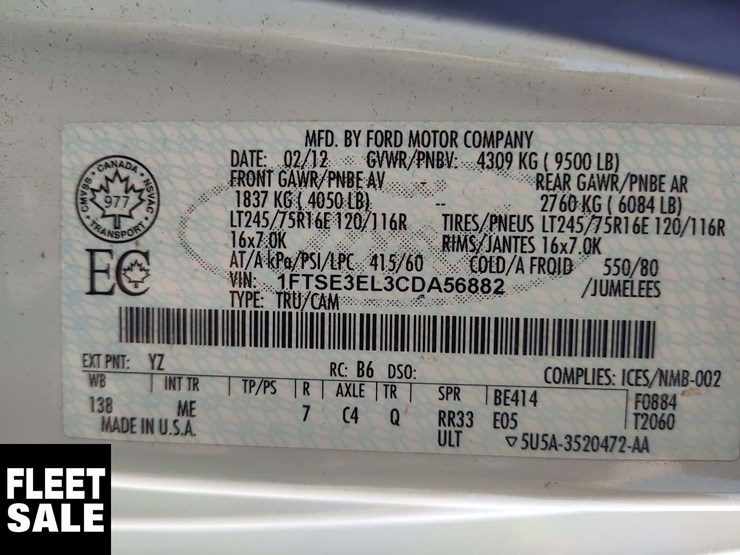 MFD. BY FORD MOTOR COMPANY
DATE: 02/12 GVWR/PNBV: 4309 KG ( 9500 LB)
FRONT GAWR/PNBE AV - REAR GAWR/PNBE AR
1837 KG ( 4050 LB) -- 2760 KG ( 6084 LB)
LT245/75R16E 120/116R TIRES/PNEUS LT245/75R16E 120/116R
16x7.0K RIMS/JANTES 16x7.0K
AT/A kPa/PSI/LPC 415/60 COLD/A FROID 550/80
VIN: 1FTSE3EL3CDA56882 /JUMELEES
TYPE: TRU/CAM
CANADA
CMVSS NSVAC
977
TRANSPORT
EC
EXT PNT: YZ RC: B6 DSO: COMPLIES: ICES/NMB-002
WB INT TR TP/PS R AXLE TR SPR BE414 F0884
138 ME 7 C4 Q RR33 E05 T2060
MADE IN U.S.A. ULT ▽5U5A-3520472-AA
FLEET
SALE